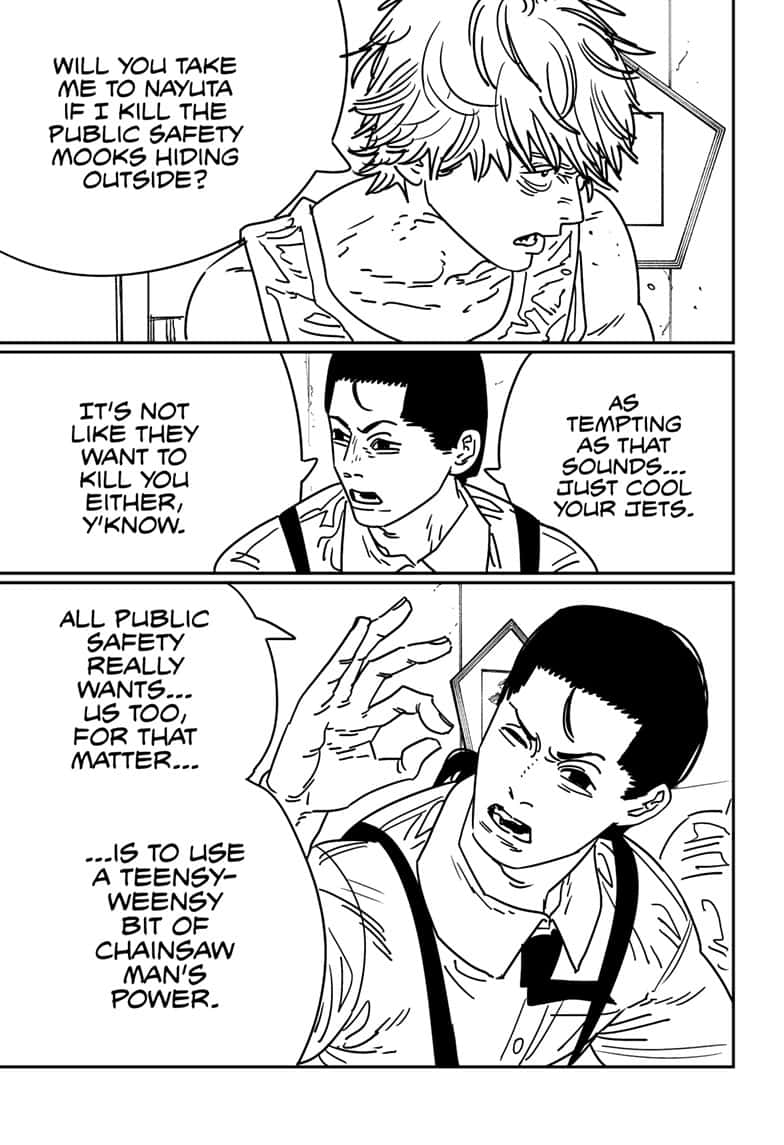 WILL YOU TAKE
ME TO NAYUTA
IF I KILL THE
PUBLIC SAFETY
MOOKS HIDING
OUTSIDE?
AS
TEMPTING
AS THAT
SOUNDS...
JUST COOL
YOUR JETS.
IT'S NOT
LIKE THEY
WANT TO
KILL YOU
EITHER,
Y'KNOW.
ALL PUBLIC
SAFETY
REALLY
WANTS...
US TOO,
FOR THAT
MATTER...
...IS TO USE
A TEENSY-
WEENSY
BIT OF
CHAINSAW
MAN'S
POWER.